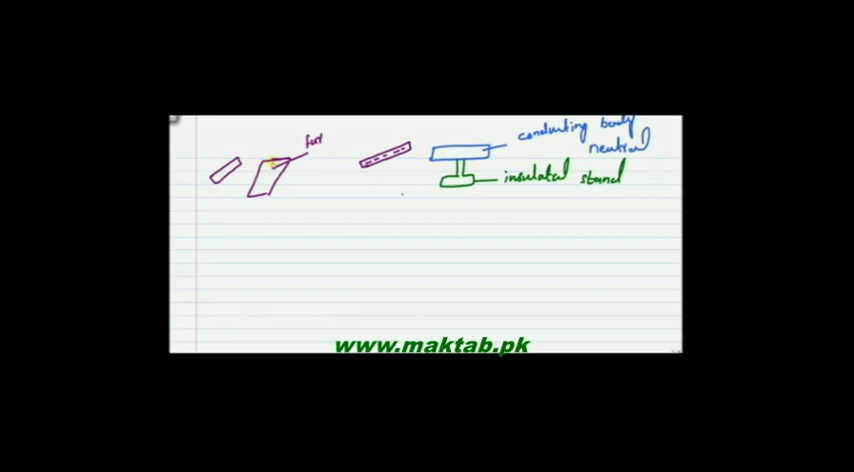 fur
conducting body
neutral
insulated stand
www.maktab.pk